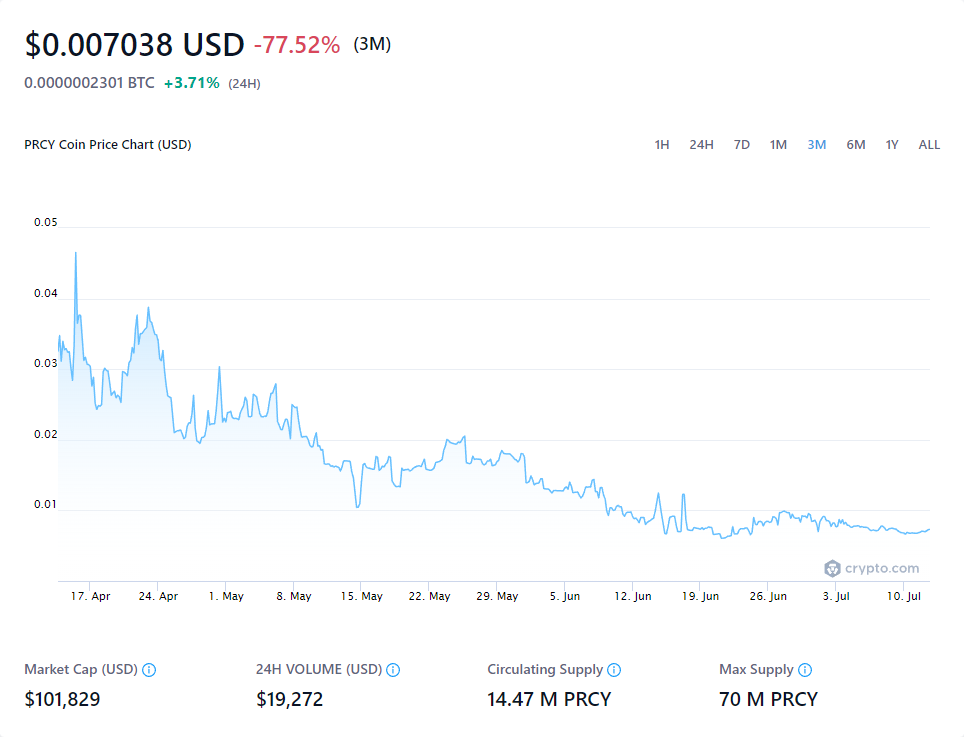 $0.007038 USD -77.52% (3M)
0.0000002301 BTC +3.71% (24H)
PRCY Coin Price Chart (USD) 1H 24H 7D 1M 3M 6M 1Y ALL
0.05
0.04
0.03
0.02
0.01
crypto.com
17. Apr 24. Apr 1. May 8. May 15. May 22. May 29. May 5. Jun 12. Jun 19. Jun 26. Jun 3. Jul 10. Jul
Market Cap (USD) 24H VOLUME (USD) Circulating Supply Max Supply
$101,829 $19,272 14.47 M PRCY 70 M PRCY